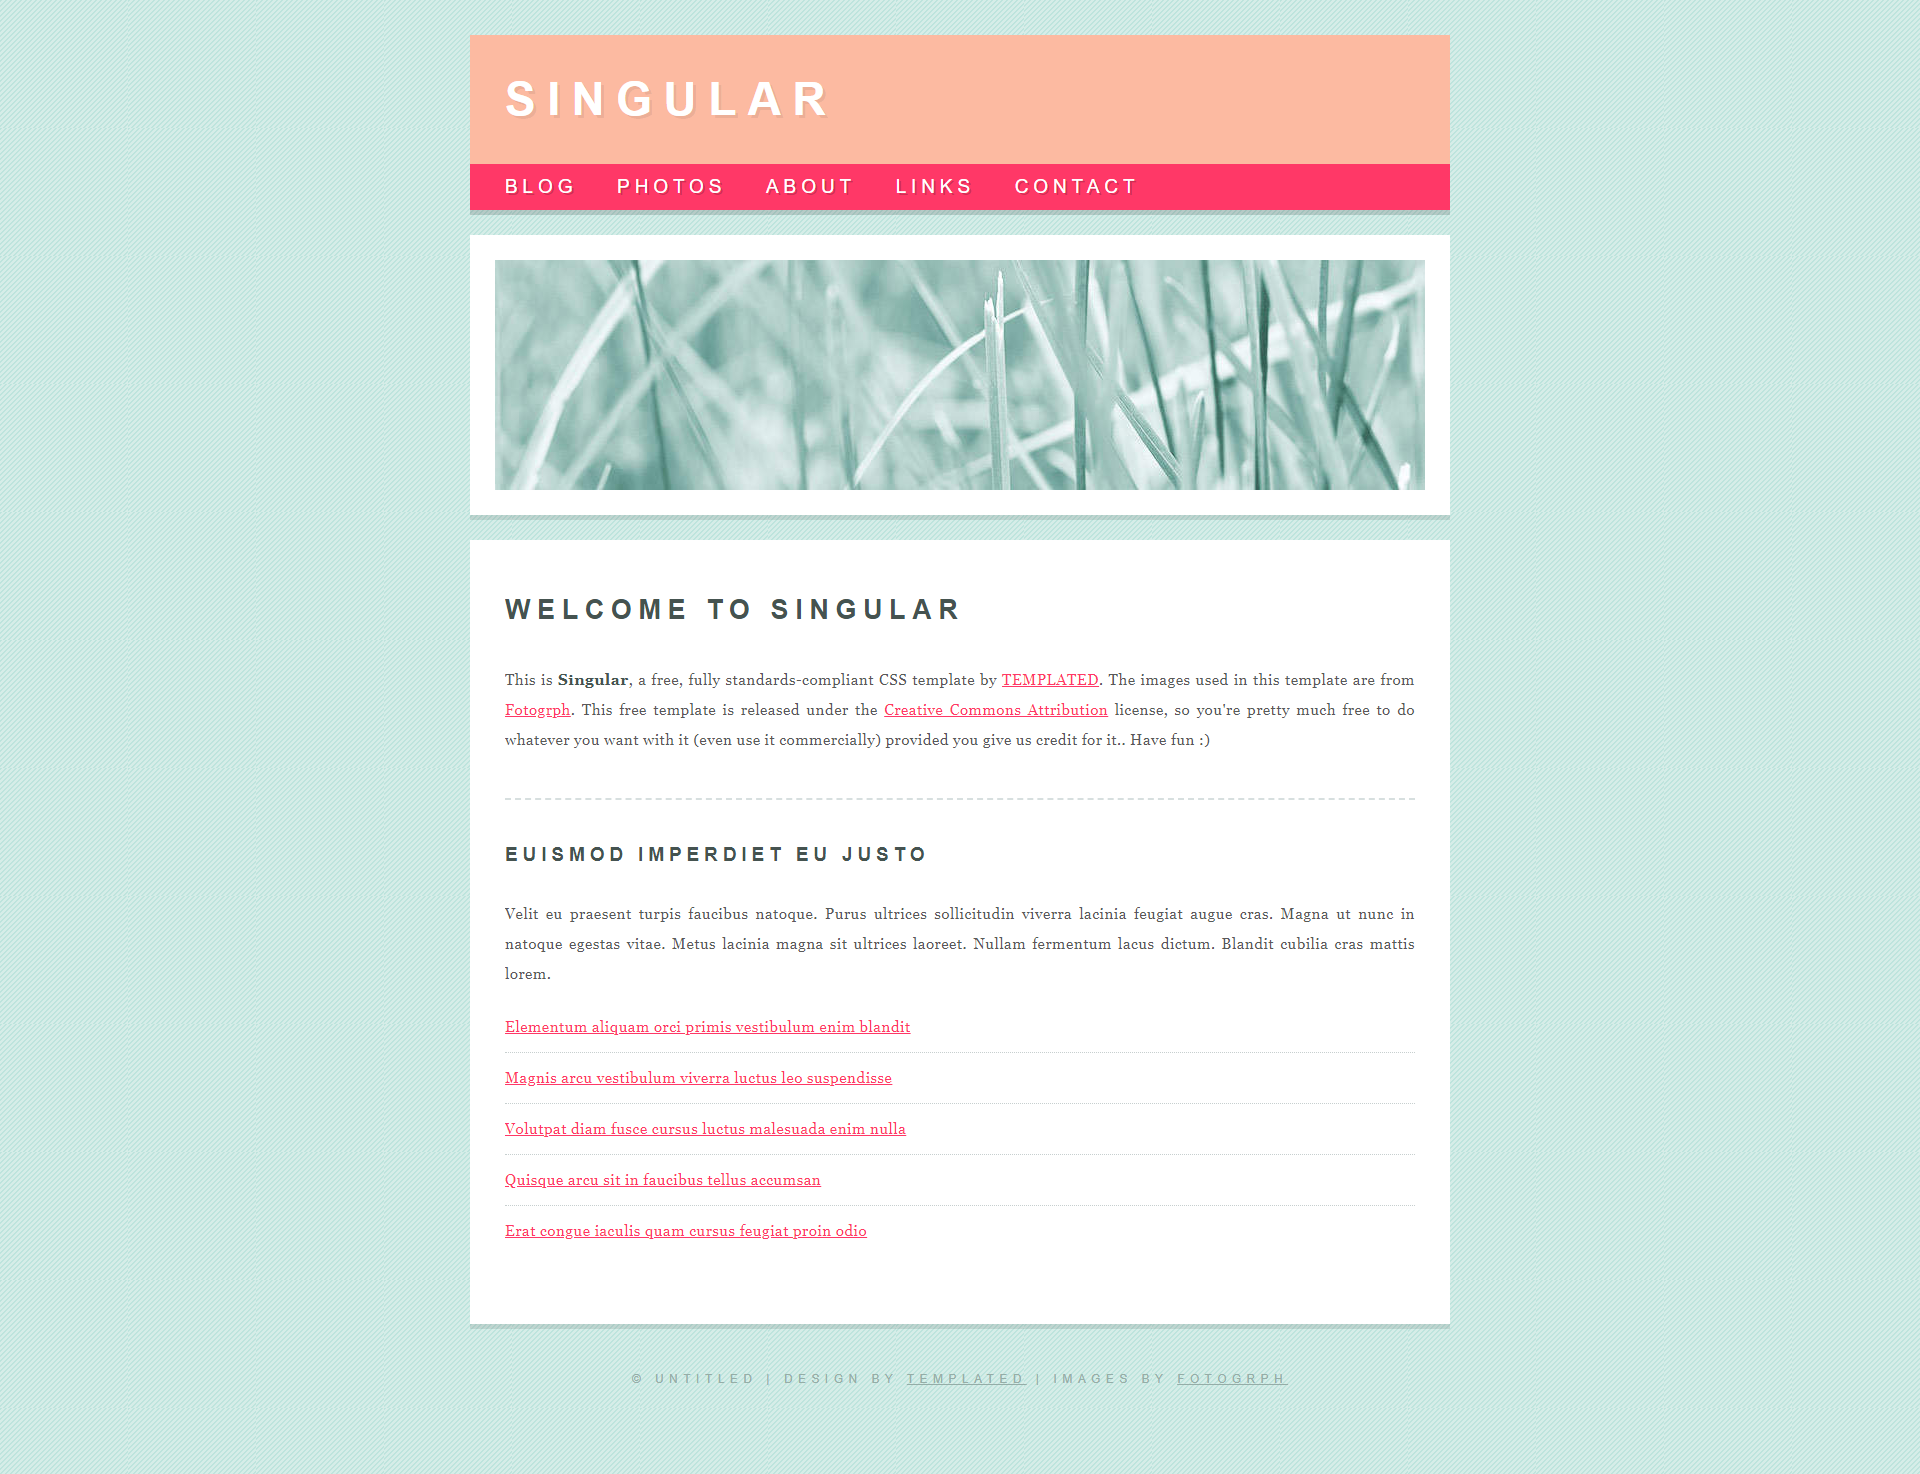 SINGULAR
BLOG PHOTOS ABOUT LINKS CONTACT
WELCOME TO SINGULAR
This is Singular, a free, fully standards-compliant CSS template by TEMPLATED. The images used in this template are from
Fotogrph. This free template is released under the Creative Commons Attribution license, so you're pretty much free to do
whatever you want with it (even use it commercially) provided you give us credit for it.. Have fun :)
EUISMOD IMPERDIET EU JUSTO
Velit eu praesent turpis faucibus natoque. Purus ultrices sollicitudin viverra lacinia feugiat augue cras. Magna ut nunc in
natoque egestas vitae. Metus lacinia magna sit ultrices laoreet. Nullam fermentum lacus dictum. Blandit cubilia cras mattis
lorem.
Elementum aliquam orci primis vestibulum enim blandit
Magnis arcu vestibulum viverra luctus leo suspendisse
Volutpat diam fusce cursus luctus malesuada enim nulla
Quisque arcu sit in faucibus tellus accumsan
Erat congue iaculis quam cursus feugiat proin odio
© UNTITLED | DESIGN BY TEMPLATED | IMAGES BY FOTOGRPH